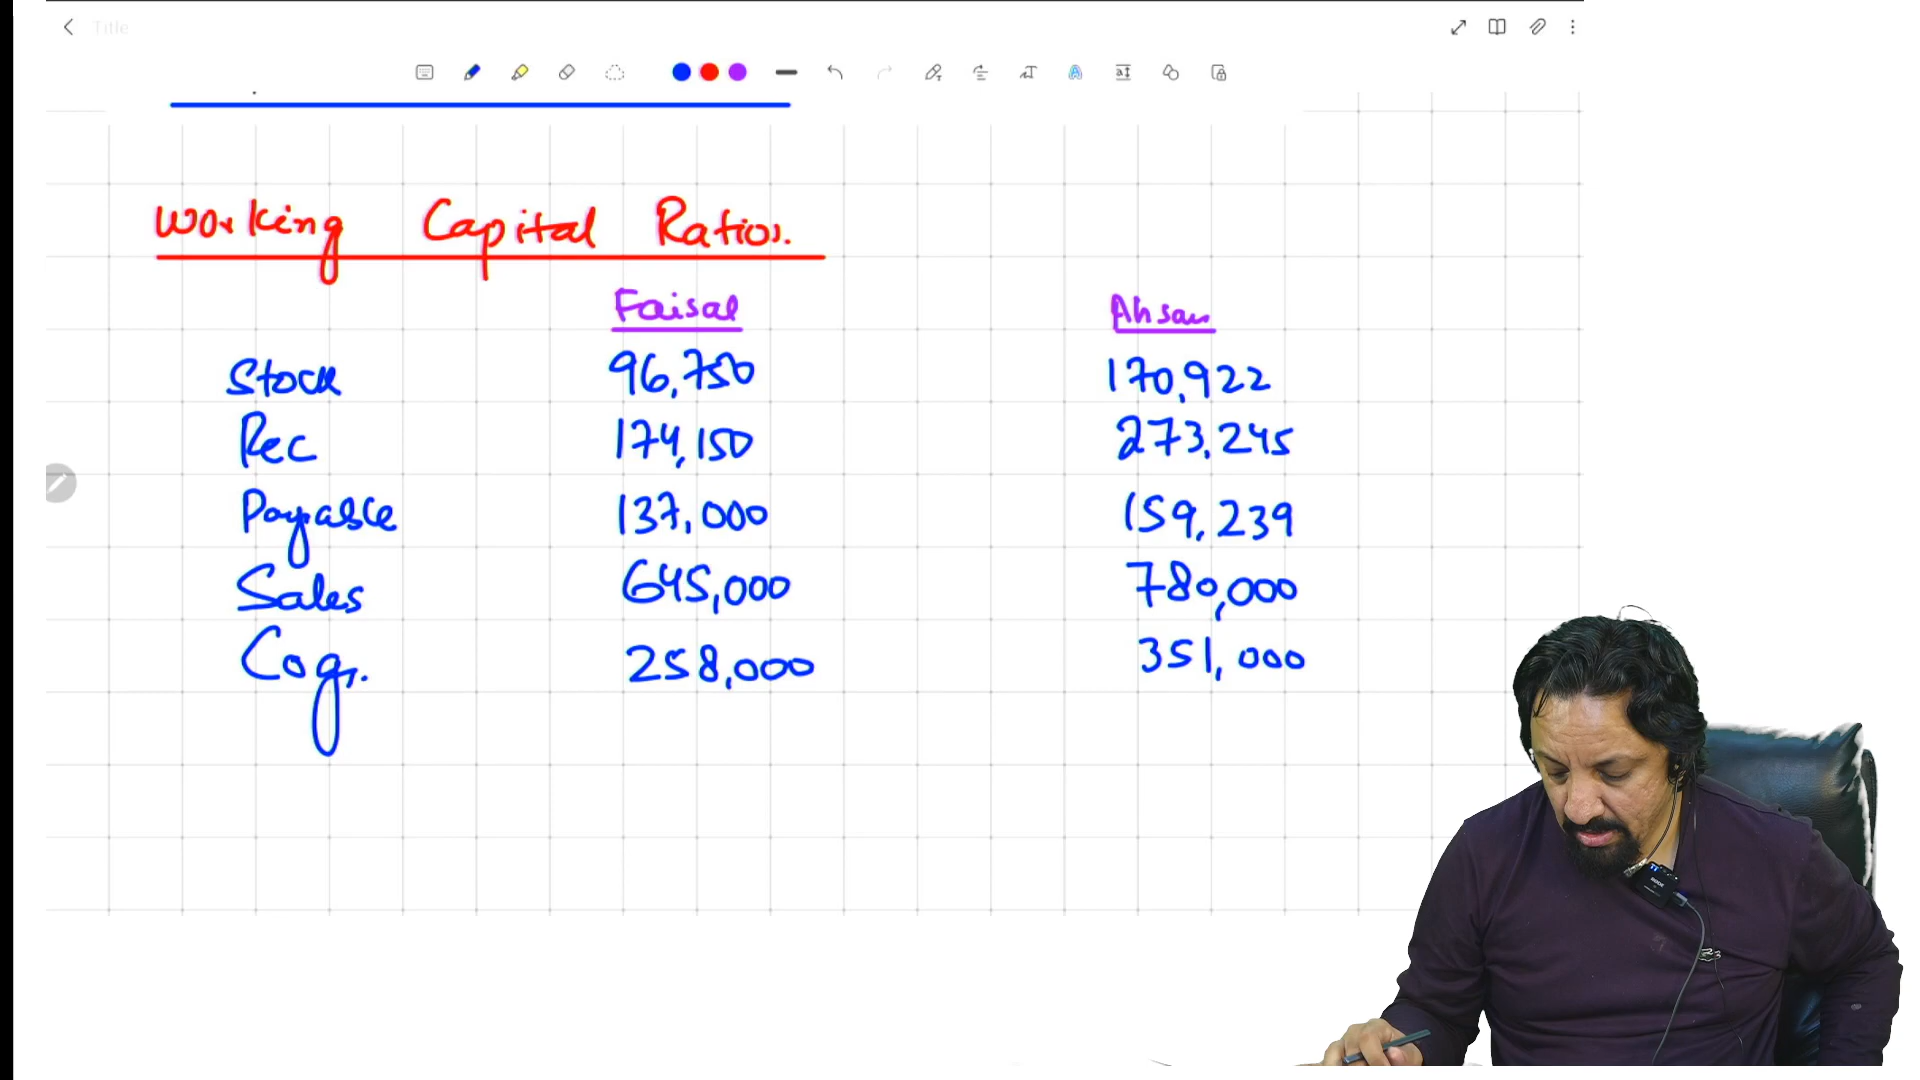 Title
Working Capital Ratios.
Faisal Ahsan
Stock 96,750 170,922
Rec 174,150 273,245
Payable 137,000 159,239
Sales 645,000 780,000
Cogs. 258,000 351,000